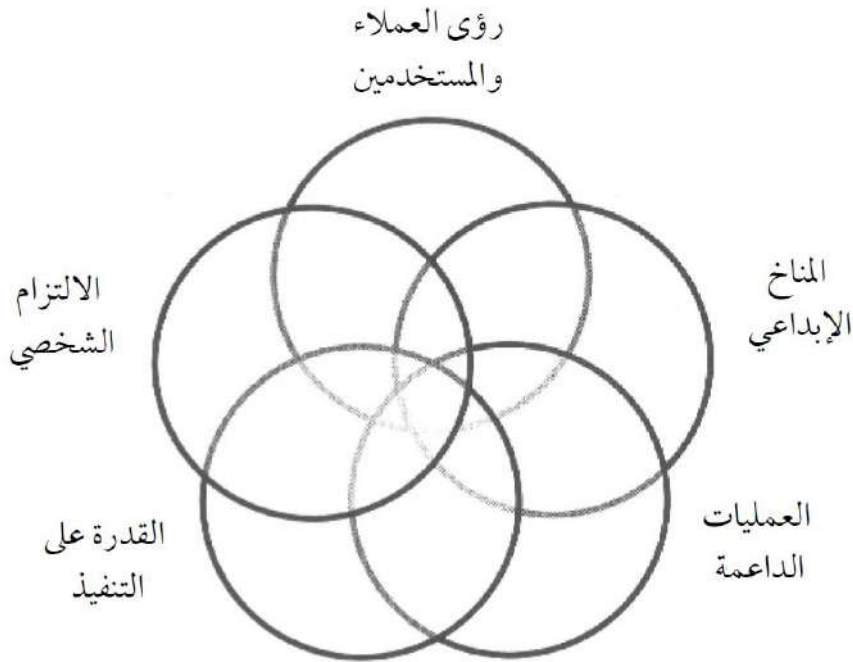 رؤى العملاء
والمستخدمين
المناخ
الإبداعي
الالتزام
الشخصي
العمليات
الداعمة
القدرة على
التنفيذ